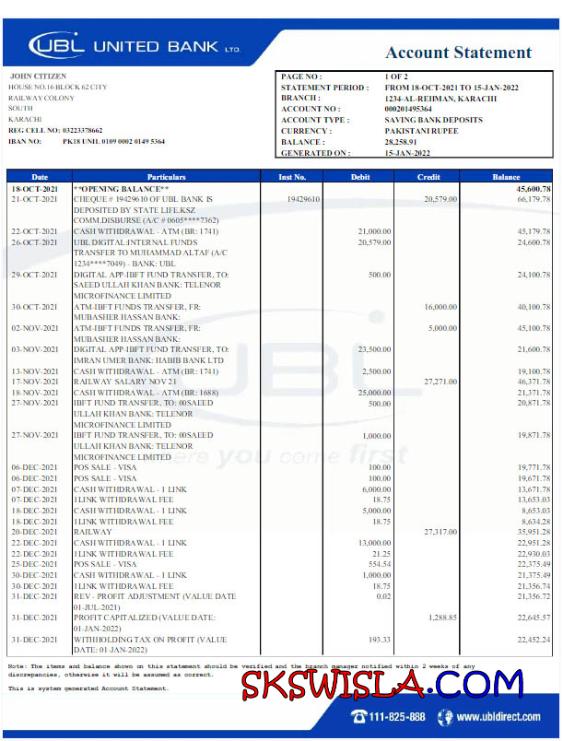 UBL UNITED BANK LTD.
Account Statement
JOHN CITIZEN
HOUSE NO.16 BLOCK 62 CITY
RAILWAY COLONY
SOUTH
KARACHI
REG CELL NO: 03223378662
IBAN NO: PK18 UNIL 0109 0002 0149 5364
PAGE NO : 1 OF 2
STATEMENT PERIOD : FROM 18-OCT-2021 TO 15-JAN-2022
BRANCH : 1234-AL-REHMAN, KARACHI
ACCOUNT NO : 000201495364
ACCOUNT TYPE : SAVING BANK DEPOSITS
CURRENCY : PAKISTANI RUPEE
BALANCE : 28,258.91
GENERATED ON : 15-JAN-2022
Date Particulars Inst No. Debit Credit Balance
18-OCT-2021 **OPENING BALANCE** 45,600.78
21-OCT-2021 CHEQUE # 19429610 OF UBL BANK IS 19429610 20,579.00 66,179.78
DEPOSITED BY STATE LIFE.KSZ
COMM.DISBURSE (A/C # 0605****7362)
22-OCT-2021 CASH WITHDRAWAL - ATM (BR: 1741) 21,000.00 45,179.78
26-OCT-2021 UBL DIGITAL:INTERNAL FUNDS 20,579.00 24,600.78
TRANSFER TO MUHAMMAD ALTAF (A/C
1234****7049) - BANK: UBL
29-OCT-2021 DIGITAL APP-IBFT FUND TRANSFER, TO: 500.00 24,100.78
SAEED ULLAH KHAN BANK: TELENOR
MICROFINANCE LIMITED
30-OCT-2021 ATM-IBFT FUNDS TRANSFER, FR: 16,000.00 40,100.78
MUBASHER HASSAN BANK:
02-NOV-2021 ATM-IBFT FUNDS TRANSFER, FR: 5,000.00 45,100.78
MUBASHER HASSAN BANK:
03-NOV-2021 DIGITAL APP-IBFT FUND TRANSFER, TO: 23,500.00 21,600.78
IMRAN UMER BANK: HABIB BANK LTD
13-NOV-2021 CASH WITHDRAWAL - ATM (BR: 1741) 2,500.00 19,100.78
17-NOV-2021 RAILWAY SALARY NOV 21 27,271.00 46,371.78
18-NOV-2021 CASH WITHDRAWAL - ATM (BR: 1688) 25,000.00 21,371.78
27-NOV-2021 IBFT FUND TRANSFER, TO: 00SAEED 500.00 20,871.78
ULLAH KHAN BANK: TELENOR
MICROFINANCE LIMITED
27-NOV-2021 IBFT FUND TRANSFER, TO: 00SAEED 1,000.00 19,871.78
ULLAH KHAN BANK: TELENOR
MICROFINANCE LIMITED
06-DEC-2021 POS SALE - VISA 100.00 19,771.78
06-DEC-2021 POS SALE - VISA 100.00 19,671.78
07-DEC-2021 CASH WITHDRAWAL - 1 LINK 6,000.00 13,671.78
07-DEC-2021 1LINK WITHDRAWL FEE 18.75 13,653.03
18-DEC-2021 CASH WITHDRAWAL - 1 LINK 5,000.00 8,653.03
18-DEC-2021 1LINK WITHDRAWL FEE 18.75 8,634.28
20-DEC-2021 RAILWAY 27,317.00 35,951.28
22-DEC-2021 CASH WITHDRAWAL - 1 LINK 13,000.00 22,951.28
22-DEC-2021 1LINK WITHDRAWL FEE 21.25 22,930.03
25-DEC-2021 POS SALE - VISA 554.54 22,375.49
30-DEC-2021 CASH WITHDRAWAL - 1 LINK 1,000.00 21,375.49
30-DEC-2021 1LINK WITHDRAWL FEE 18.75 21,356.74
31-DEC-2021 REV - PROFIT ADJUSTMENT (VALUE DATE 0.02 21,356.72
01-JUL-2021)
31-DEC-2021 PROFIT CAPITALIZED (VALUE DATE: 1,288.85 22,645.57
01-JAN-2022)
31-DEC-2021 WITHHOLDING TAX ON PROFIT (VALUE 193.33 22,452.24
DATE: 01-JAN-2022)
UBL
where you come first
Note: The items and balance shown on this statement should be verified and the branch manager notified within 2 weeks of any
discrepancies, otherwise it will be assumed as correct.
This is system generated Account Statement.
SKSWISLA.COM
111-825-888 www.ubldirect.com